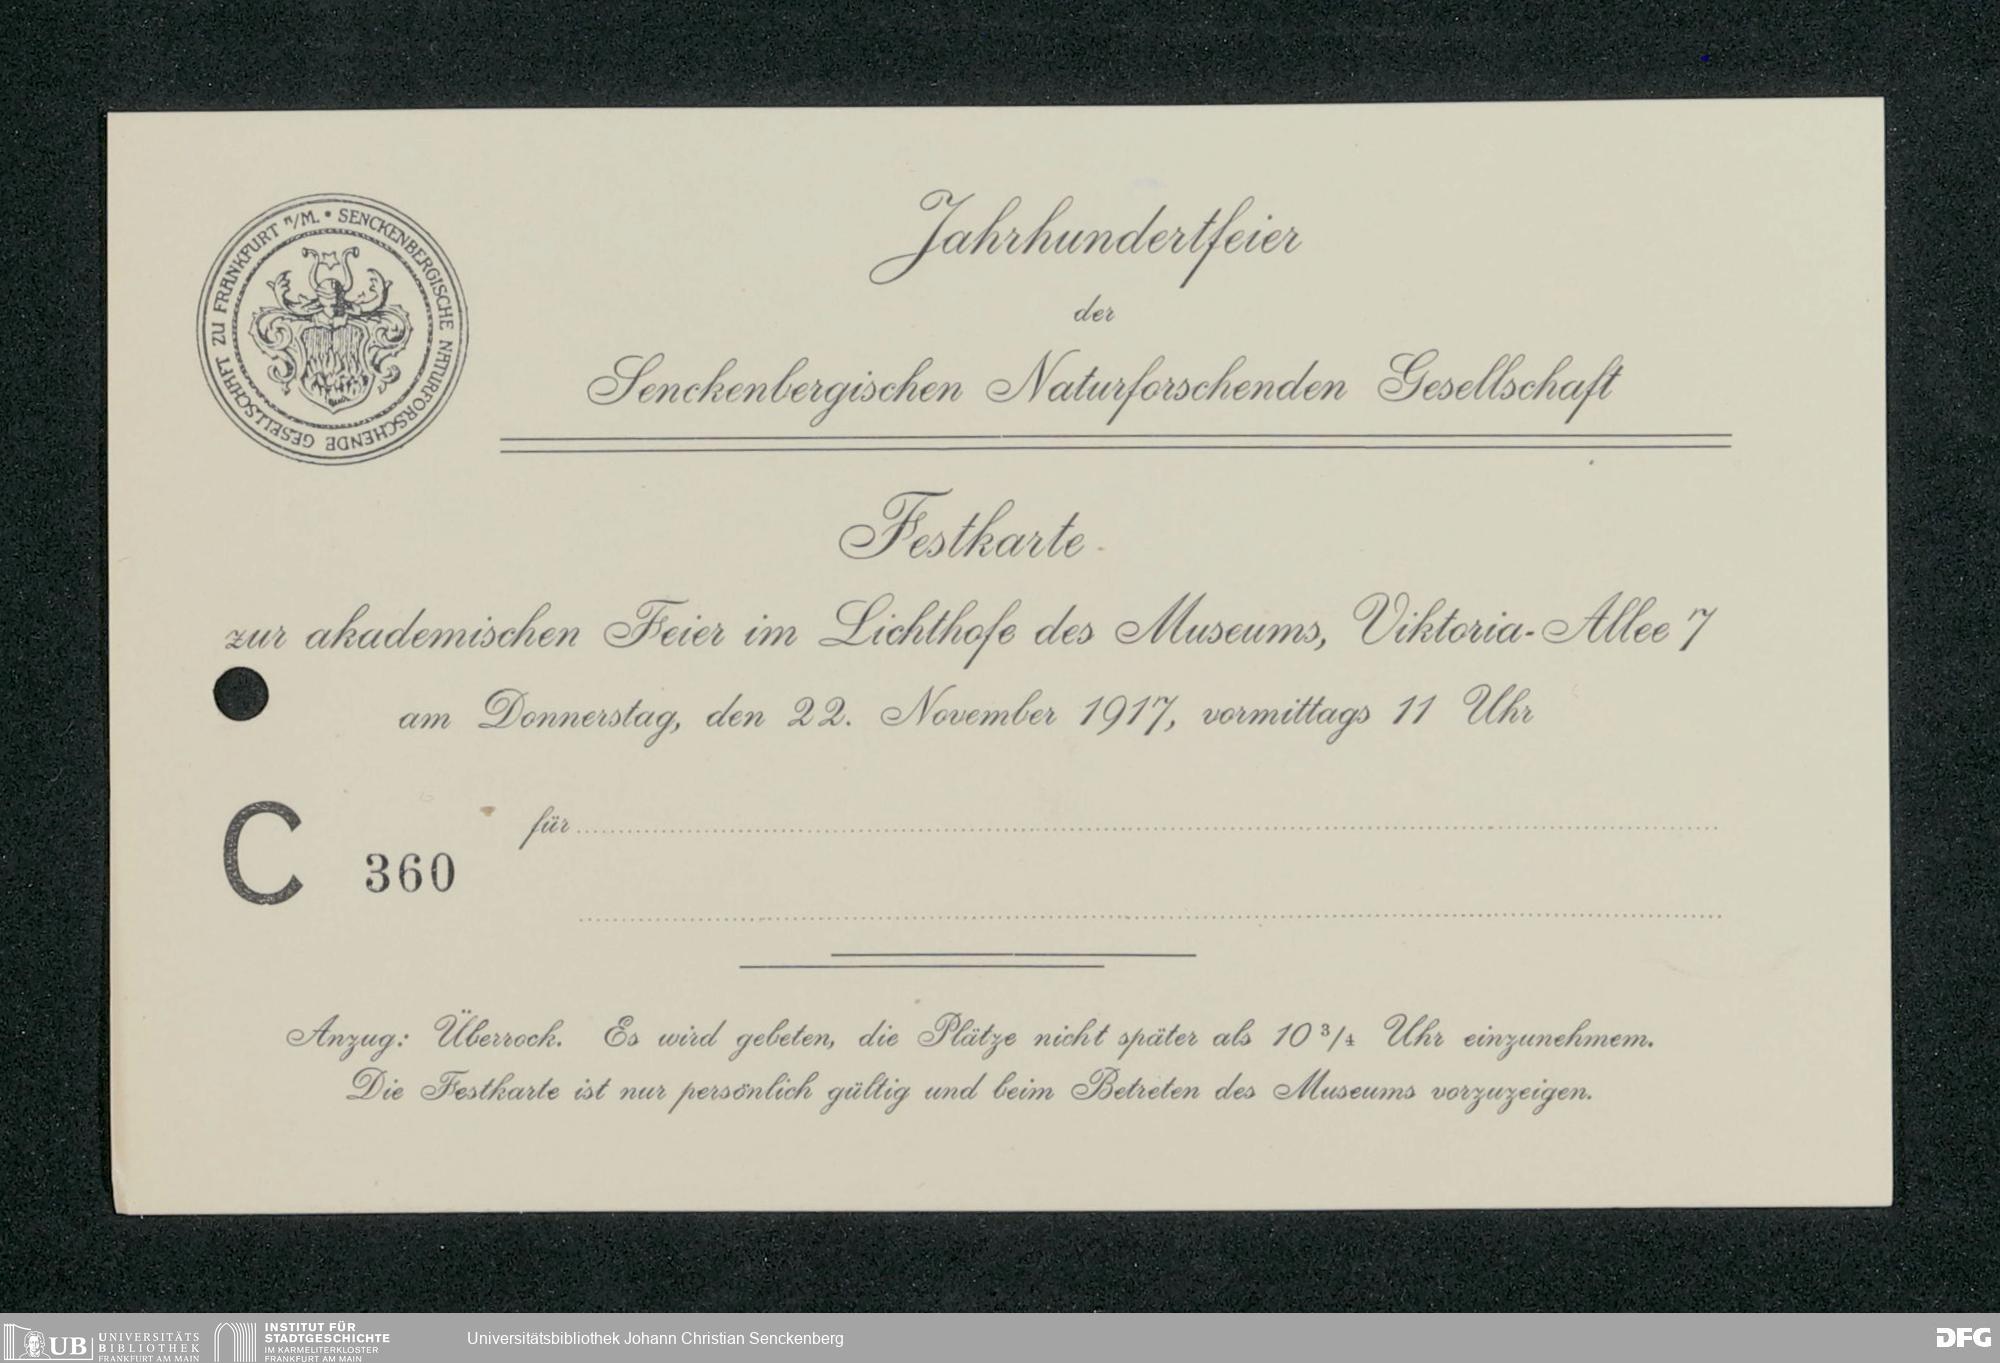 SENCKENBERGISCHE NATURFORSCHENDE GESELLSCHAFT ZU FRANKFURT a/M. *
Jahrhundertfeier
der
Senckenbergischen Naturforschenden Gesellschaft
Festkarte
zur akademischen Feier im Lichthofe des Museums, Viktoria-Allee 7
am Donnerstag, den 22. November 1917, vormittags 11 Uhr
für
C 360
Anzug: Überrock. Es wird gebeten, die Plätze nicht später als 10 3/4 Uhr einzunehmem.
Die Festkarte ist nur persönlich gültig und beim Betreten des Museums vorzuzeigen.
UB UNIVERSITÄTS
BIBLIOTHEK
FRANKFURT AM MAIN
INSTITUT FÜR
STADTGESCHICHTE
IM KARMELITERKLOSTER
FRANKFURT AM MAIN
Universitätsbibliothek Johann Christian Senckenberg
DFG